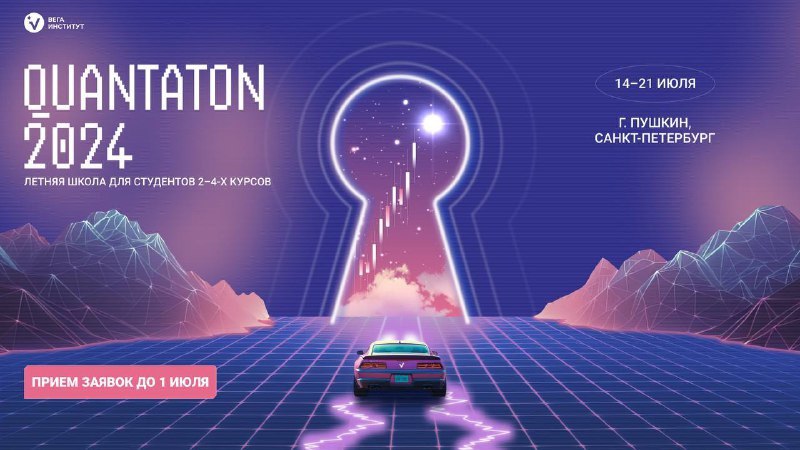 ВЕГА
ИНСТИТУТ
QUANTATON
2024
ЛЕТНЯЯ ШКОЛА ДЛЯ СТУДЕНТОВ 2–4-Х КУРСОВ
14–21 ИЮЛЯ
Г. ПУШКИН,
САНКТ-ПЕТЕРБУРГ
ПРИЕМ ЗАЯВОК ДО 1 ИЮЛЯ